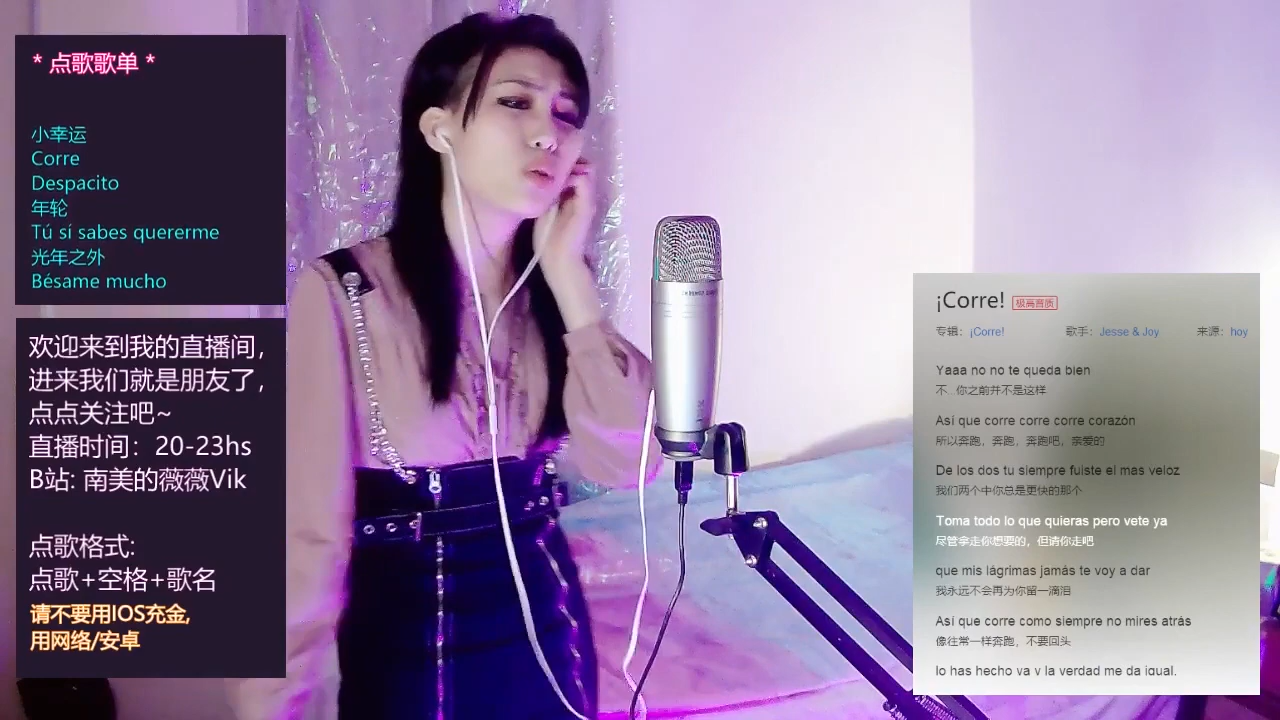 * 点歌歌单 *
小幸运
Corre
Despacito
年轮
Tú sí sabes quererme
光年之外
Bésame mucho
欢迎来到我的直播间，
进来我们就是朋友了，
点点关注吧~
直播时间：20-23hs
B站: 南美的薇薇Vik
点歌格式:
点歌+空格+歌名
请不要用IOS充金,
用网络/安卓
¡Corre! 极高音质
专辑：¡Corre! 歌手：Jesse & Joy 来源：hoy
Yaaa no no te queda bien
不...你之前并不是这样
Así que corre corre corre corazón
所以奔跑，奔跑，奔跑吧，亲爱的
De los dos tu siempre fuiste el mas veloz
我们两个中你总是更快的那个
Toma todo lo que quieras pero vete ya
尽管拿走你想要的，但请你走吧
que mis lágrimas jamás te voy a dar
我永远不会再为你留一滴泪
Así que corre como siempre no mires atrás
像往常一样奔跑，不要回头
lo has hecho ya y la verdad me da igual.